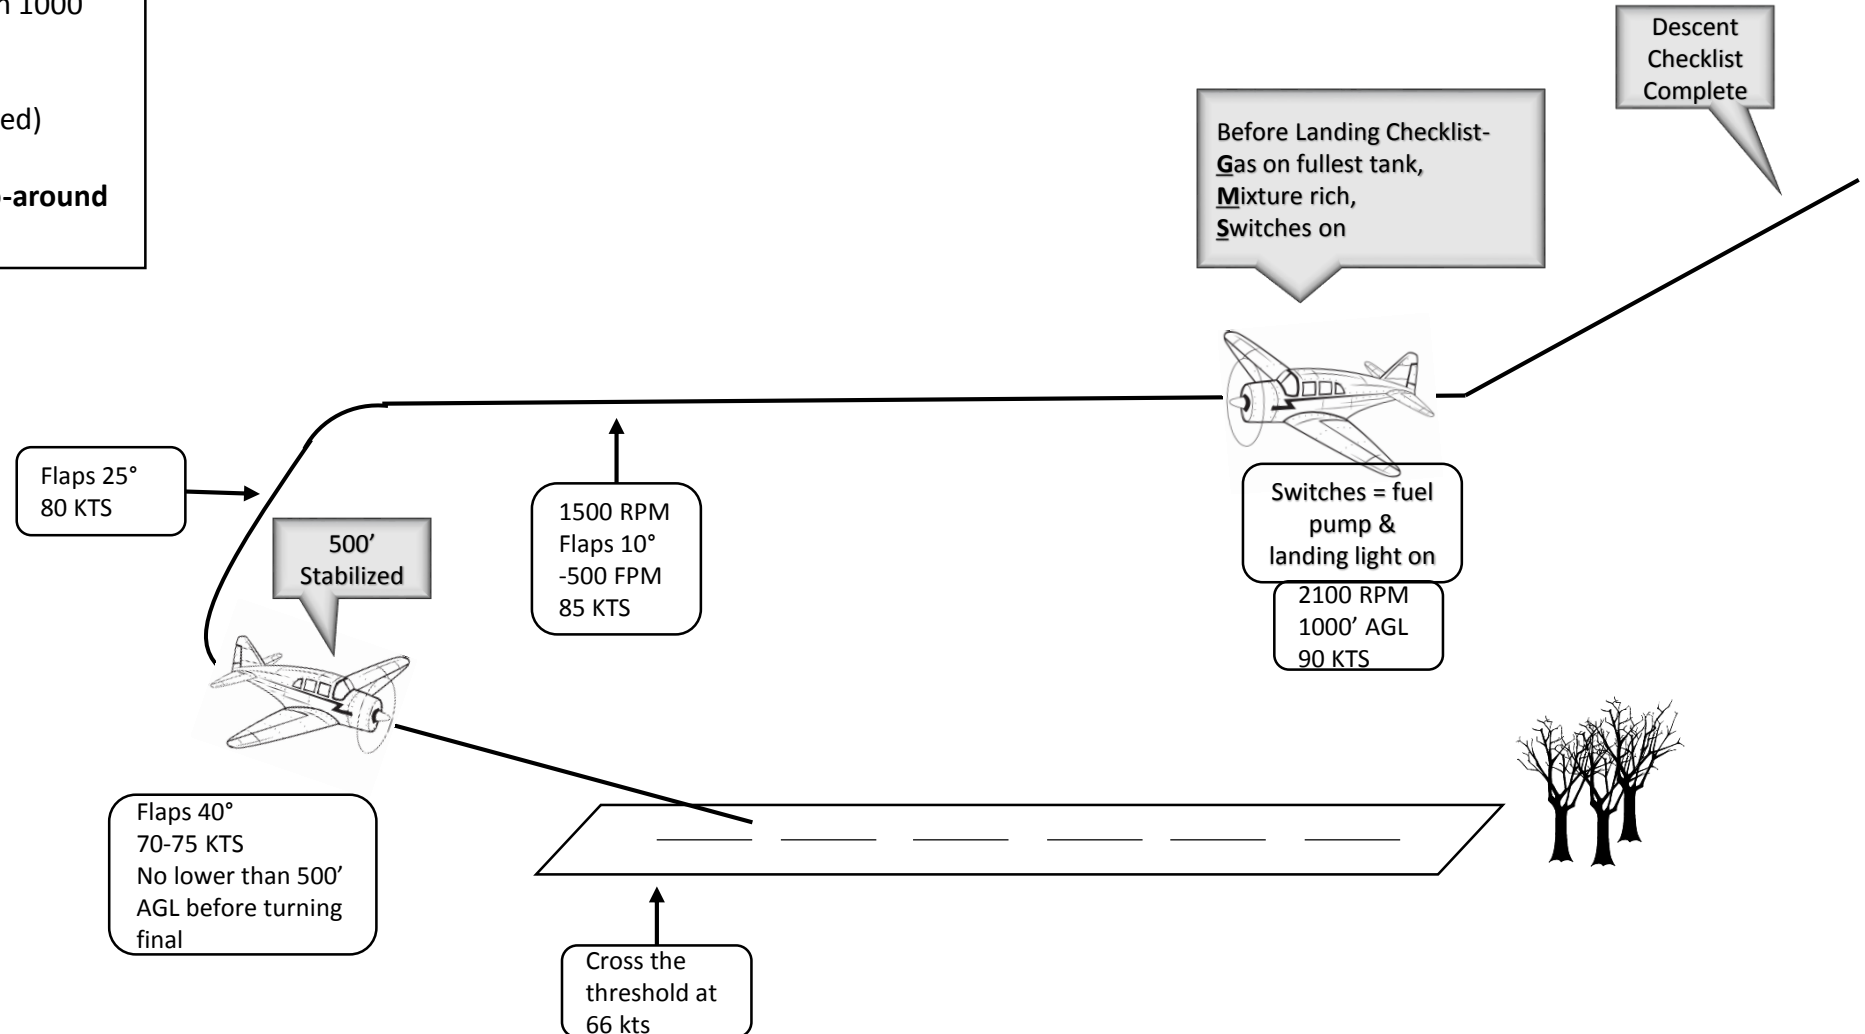 1000
ed)
-around
Descent
Checklist
Complete
Before Landing Checklist-
Gas on fullest tank,
Mixture rich,
Switches on
Flaps 25°
80 KTS
500’
Stabilized
1500 RPM
Flaps 10°
-500 FPM
85 KTS
Switches = fuel
pump &
landing light on
2100 RPM
1000’ AGL
90 KTS
Flaps 40°
70-75 KTS
No lower than 500’
AGL before turning
final
Cross the
threshold at
66 kts